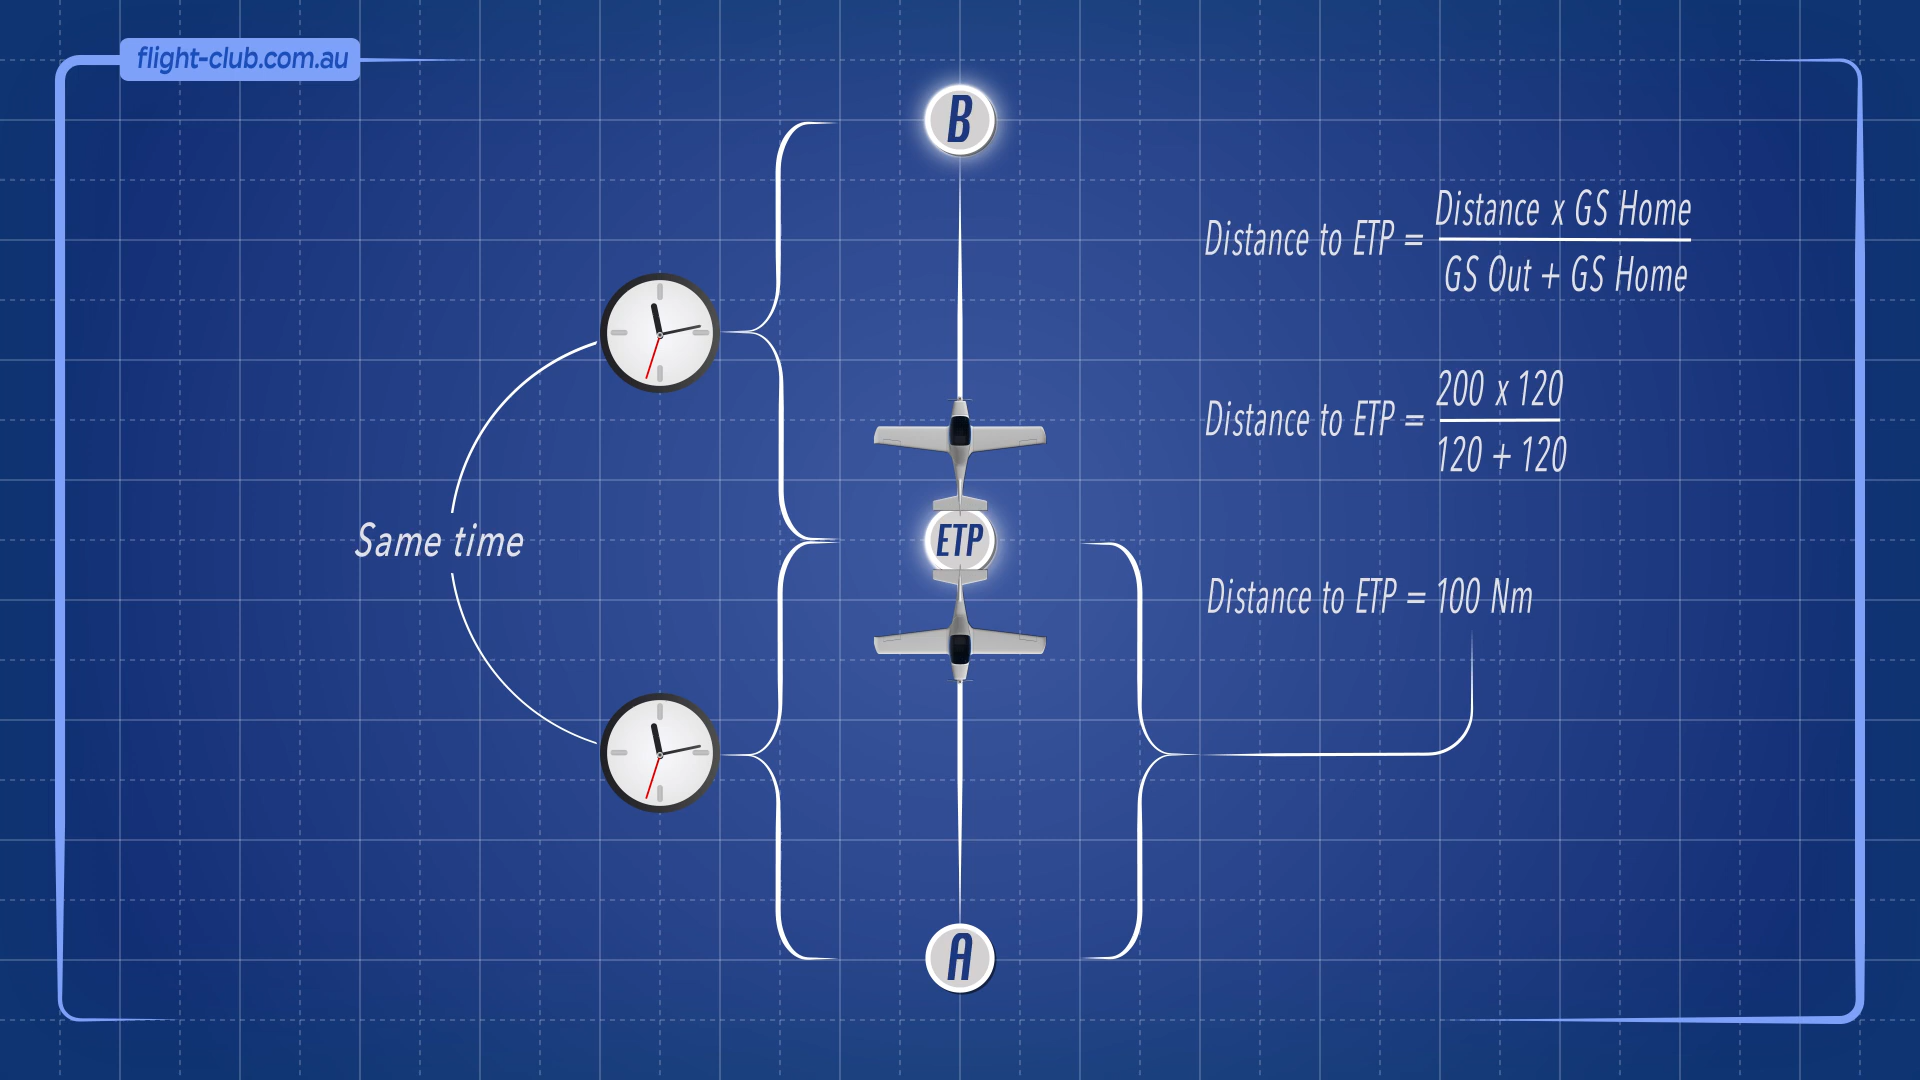 flight-club.com.au
B
Distance to ETP = Distance x GS Home
GS Out + GS Home
Distance to ETP = 200 x 120
120 + 120
Same time
ETP
Distance to ETP = 100 Nm
A